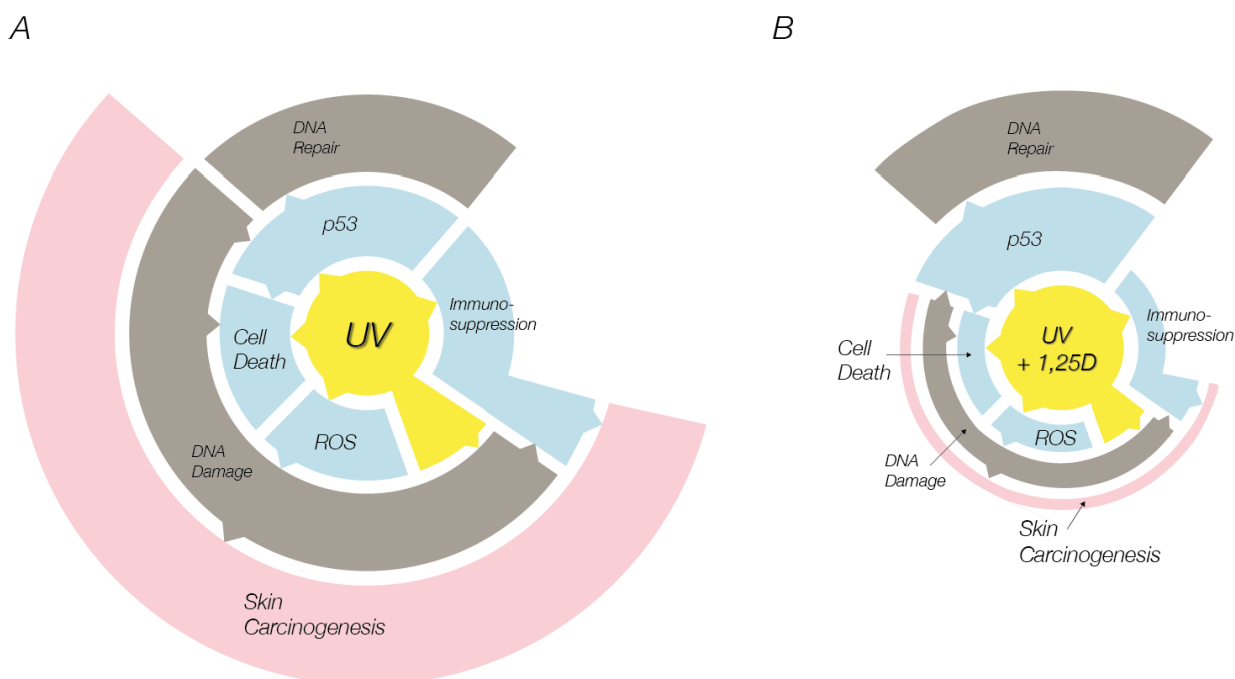 A
DNA
Repair
p53
Immuno-
suppression
UV
Cell
Death
ROS
DNA
Damage
Skin
Carcinogenesis
B
DNA
Repair
p53
Immuno-
suppression
UV
+ 1,25D
Cell
Death
ROS
DNA
Damage
Skin
Carcinogenesis